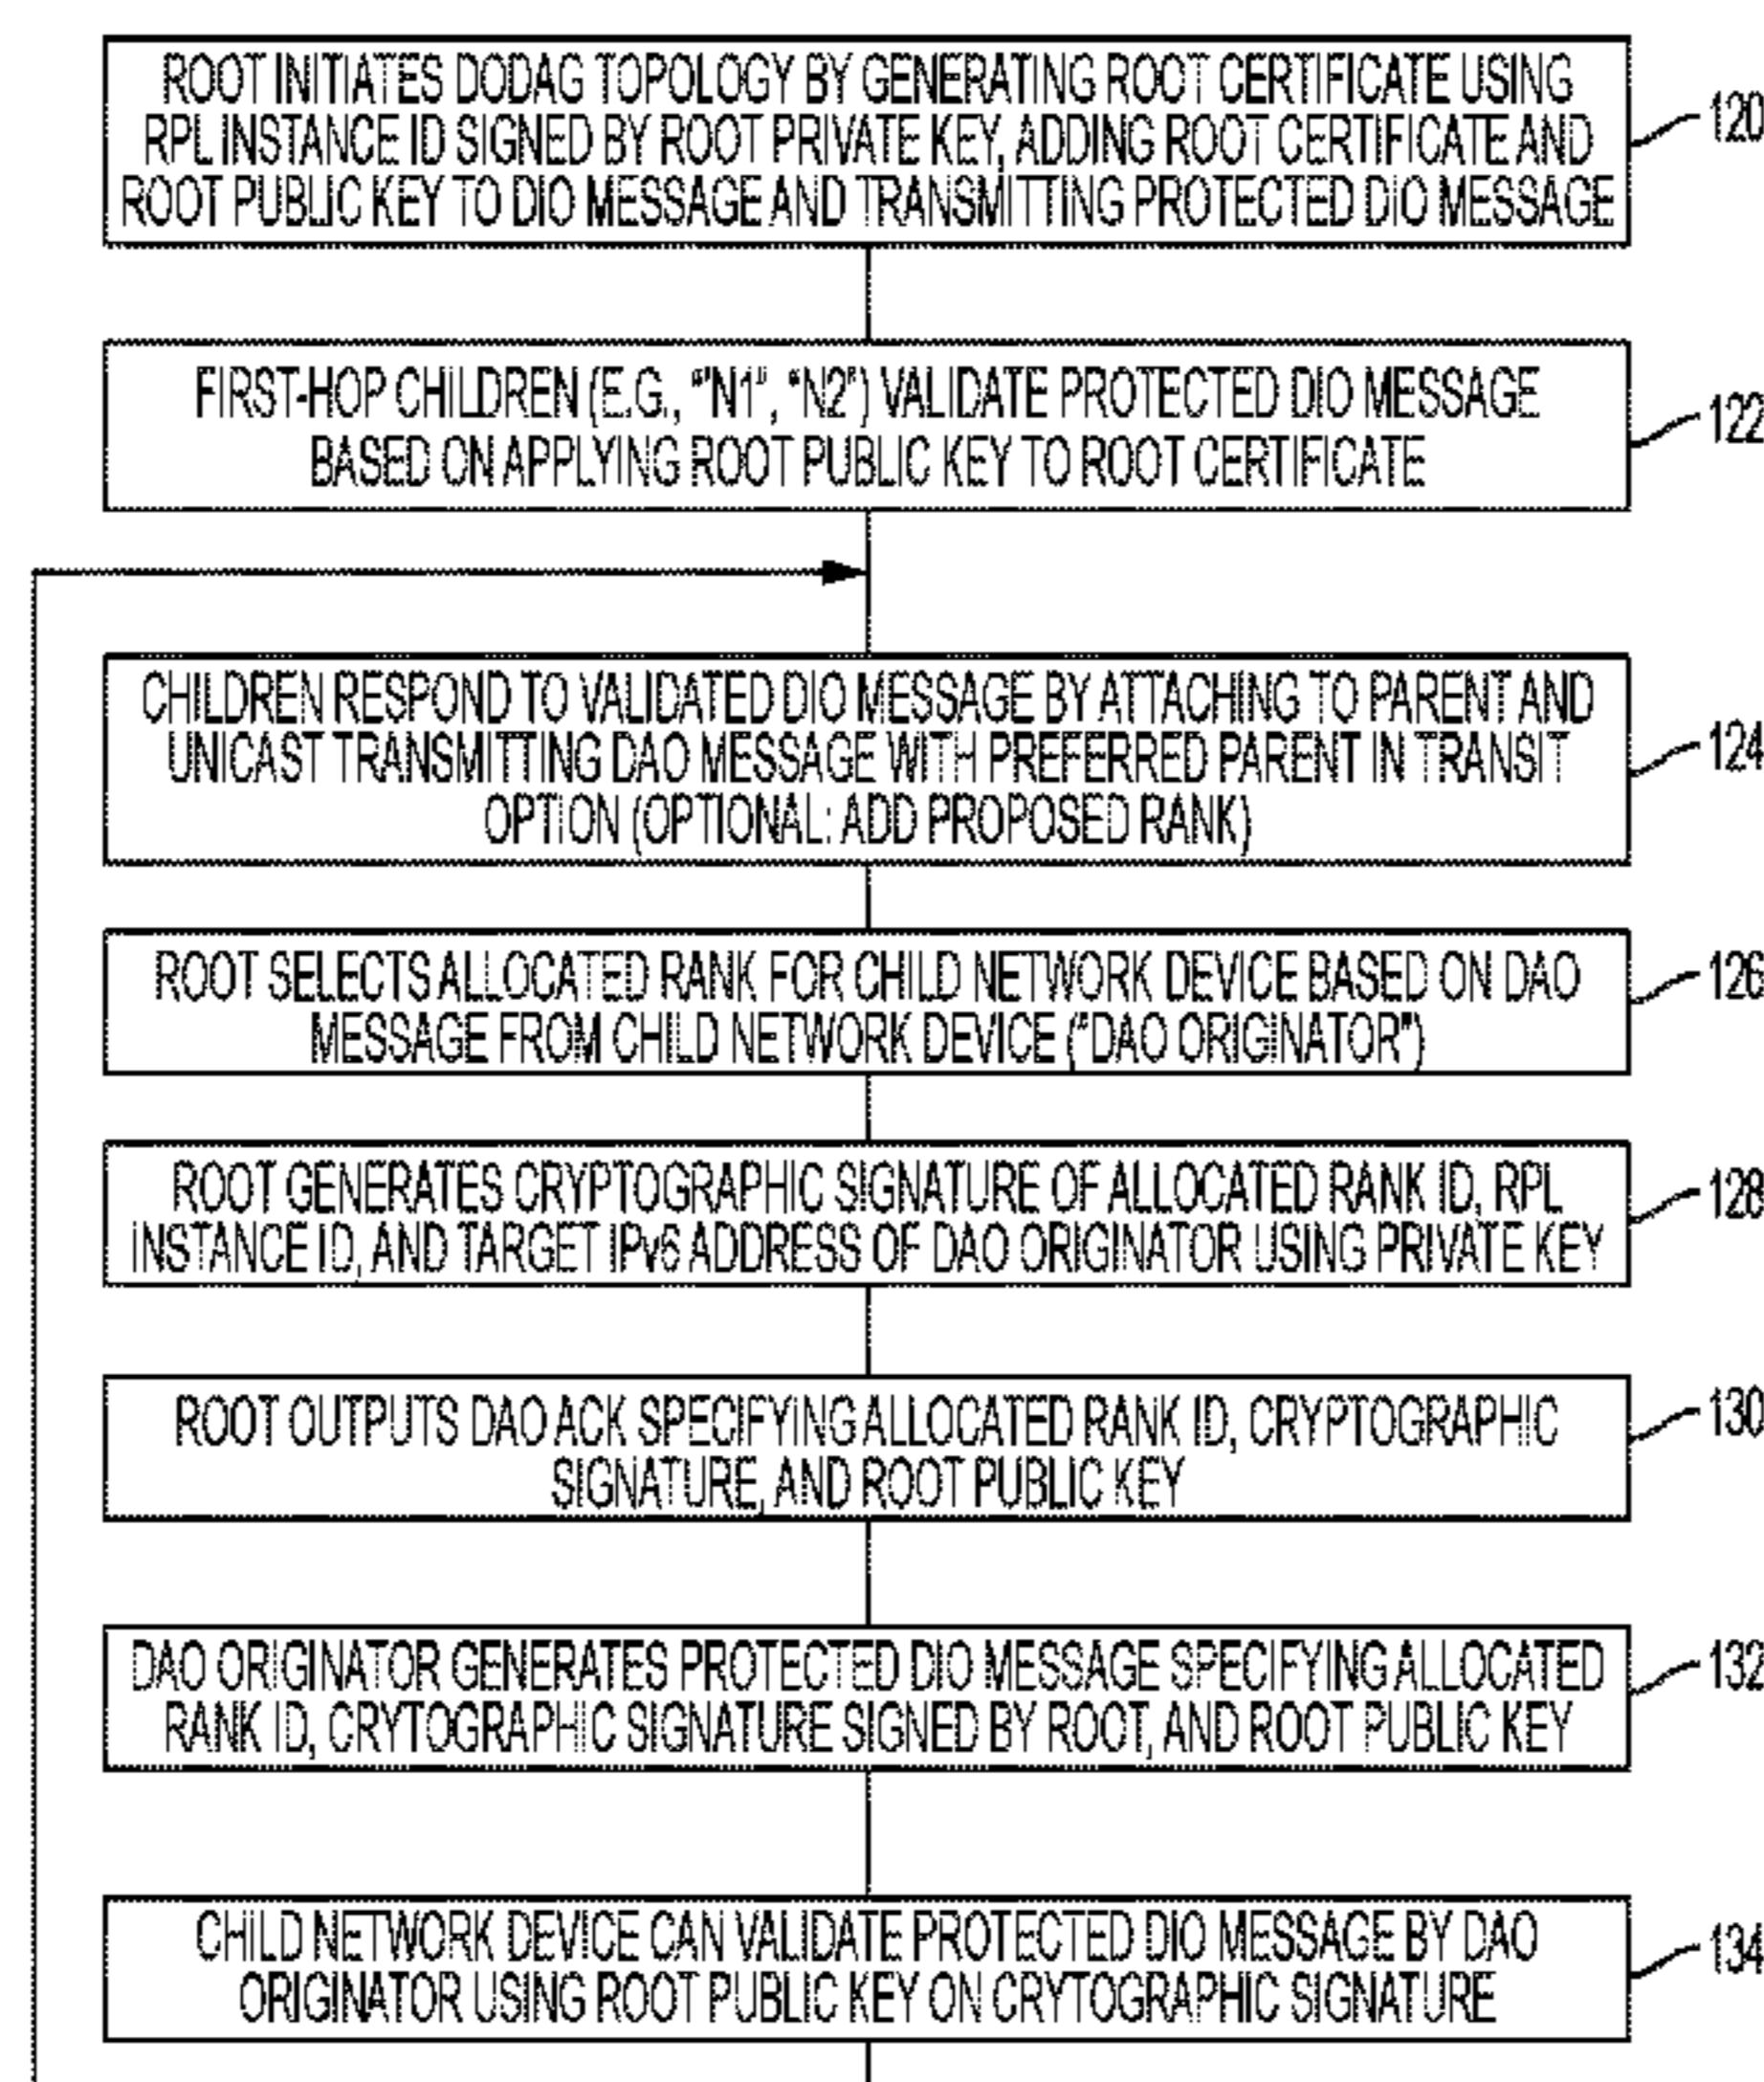 ROOT INITIATES DODAG TOPOLOGY BY GENERATING ROOT CERTIFICATE USING
RPL INSTANCE ID SIGNED BY ROOT PRIVATE KEY, ADDING ROOT CERTIFICATE AND
ROOT PUBLIC KEY TO DIO MESSAGE AND TRANSMITTING PROTECTED DIO MESSAGE
120
FIRST-HOP CHILDREN (E.G., "'N1", "N2") VALIDATE PROTECTED DIO MESSAGE
BASED ON APPLYING ROOT PUBLIC KEY TO ROOT CERTIFICATE
122
CHILDREN RESPOND TO VALIDATED DIO MESSAGE BY ATTACHING TO PARENT AND
UNICAST TRANSMITTING DAO MESSAGE WITH PREFERRED PARENT IN TRANSIT
OPTION (OPTIONAL: ADD PROPOSED RANK)
124
ROOT SELECTS ALLOCATED RANK FOR CHILD NETWORK DEVICE BASED ON DAO
MESSAGE FROM CHILD NETWORK DEVICE ("DAO ORIGINATOR")
126
ROOT GENERATES CRYPTOGRAPHIC SIGNATURE OF ALLOCATED RANK ID, RPL
INSTANCE ID, AND TARGET IPv6 ADDRESS OF DAO ORIGINATOR USING PRIVATE KEY
128
ROOT OUTPUTS DAO ACK SPECIFYING ALLOCATED RANK ID, CRYPTOGRAPHIC
SIGNATURE, AND ROOT PUBLIC KEY
130
DAO ORIGINATOR GENERATES PROTECTED DIO MESSAGE SPECIFYING ALLOCATED
RANK ID, CRYTOGRAPHIC SIGNATURE SIGNED BY ROOT, AND ROOT PUBLIC KEY
132
CHILD NETWORK DEVICE CAN VALIDATE PROTECTED DIO MESSAGE BY DAO
ORIGINATOR USING ROOT PUBLIC KEY ON CRYTOGRAPHIC SIGNATURE
134